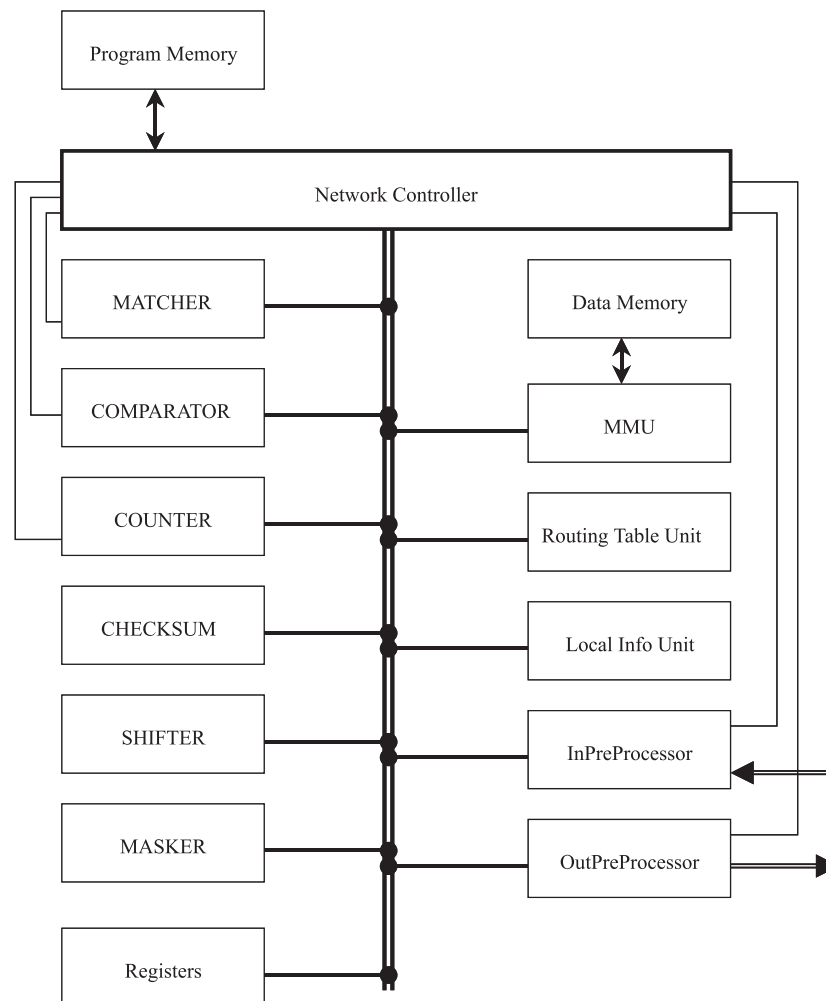 Program Memory
Network Controller
MATCHER
Data Memory
COMPARATOR
MMU
COUNTER
Routing Table Unit
CHECKSUM
Local Info Unit
SHIFTER
InPreProcessor
MASKER
OutPreProcessor
Registers